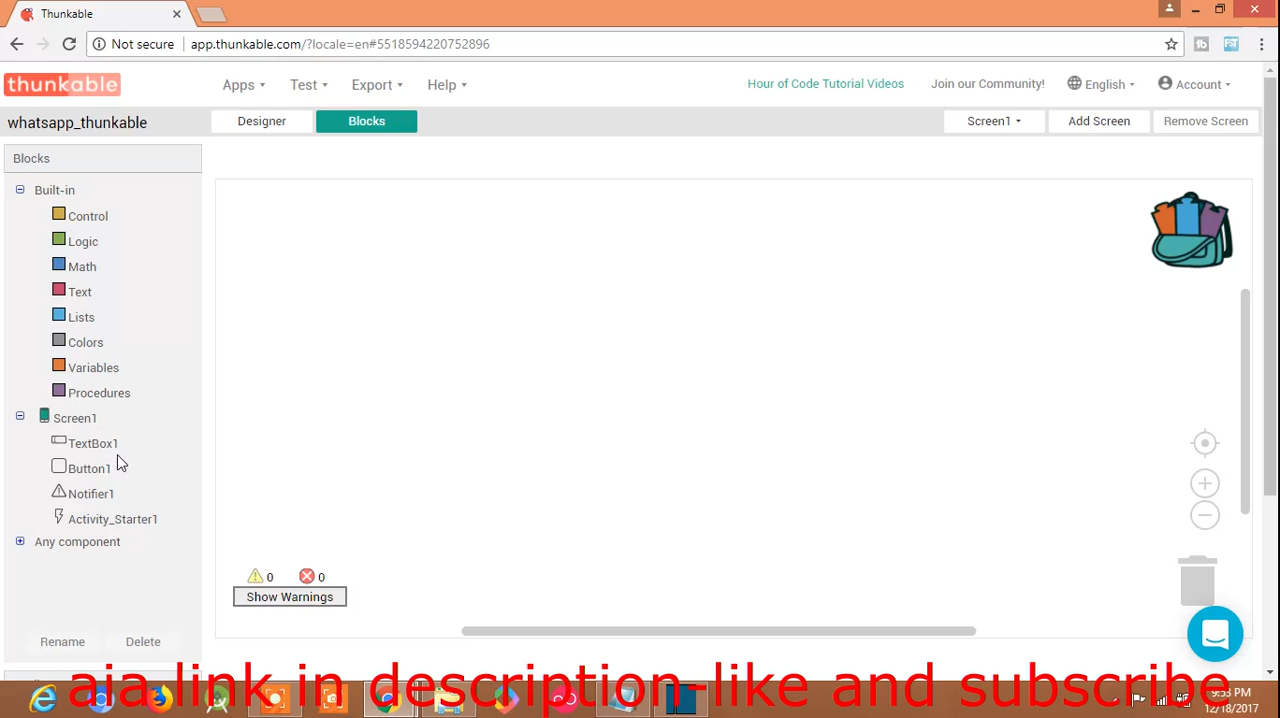 Thunkable
Not secure app.thunkable.com/?locale=en#5518594220752896
thunkable
Apps Test Export Help Hour of Code Tutorial Videos Join our Community! English Account
whatsapp_thunkable Designer Blocks Screen1 Add Screen Remove Screen
Blocks
Built-in
Control
Logic
Math
Text
Lists
Colors
Variables
Procedures
Screen1
TextBox1
Button1
Notifier1
Activity_Starter1
Any component
0 0
Show Warnings
Rename Delete
aja link in description-like and subscribe
9:53 PM
12/18/2017